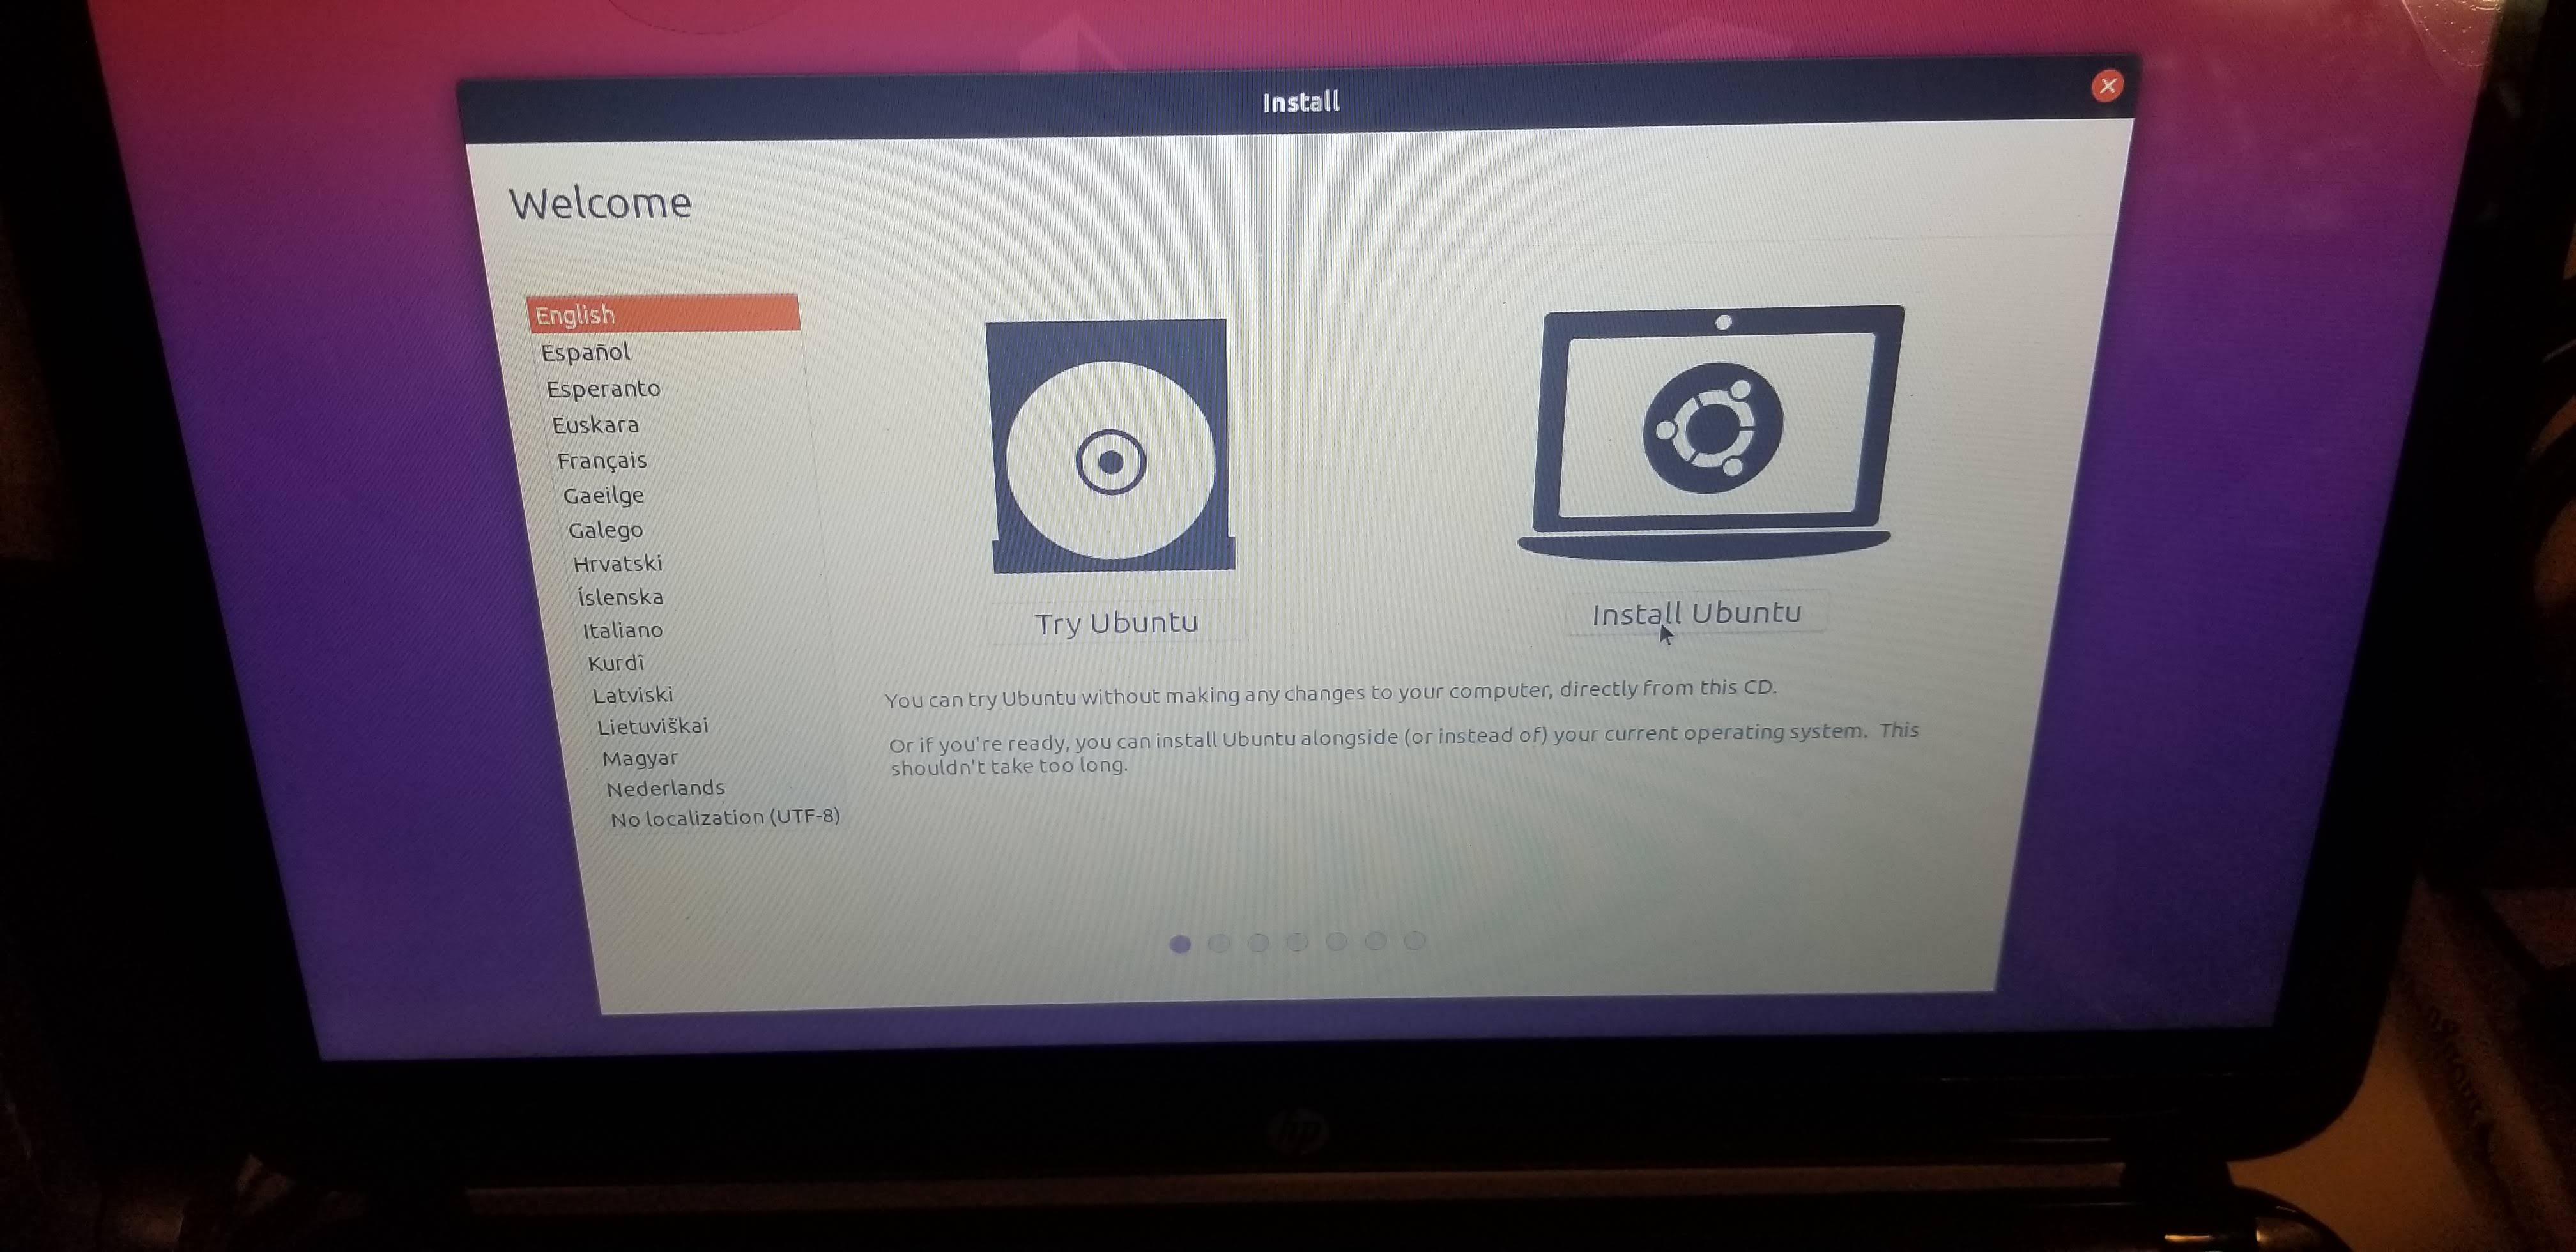 Install
Welcome
English
Español
Esperanto
Euskara
Français
Gaeilge
Galego
Hrvatski
Íslenska
Italiano
Kurdî
Latviski
Lietuviškai
Magyar
Nederlands
No localization (UTF-8)
Try Ubuntu
Install Ubuntu
You can try Ubuntu without making any changes to your computer, directly from this CD.
Or if you're ready, you can install Ubuntu alongside (or instead of) your current operating system. This
shouldn't take too long.
hp